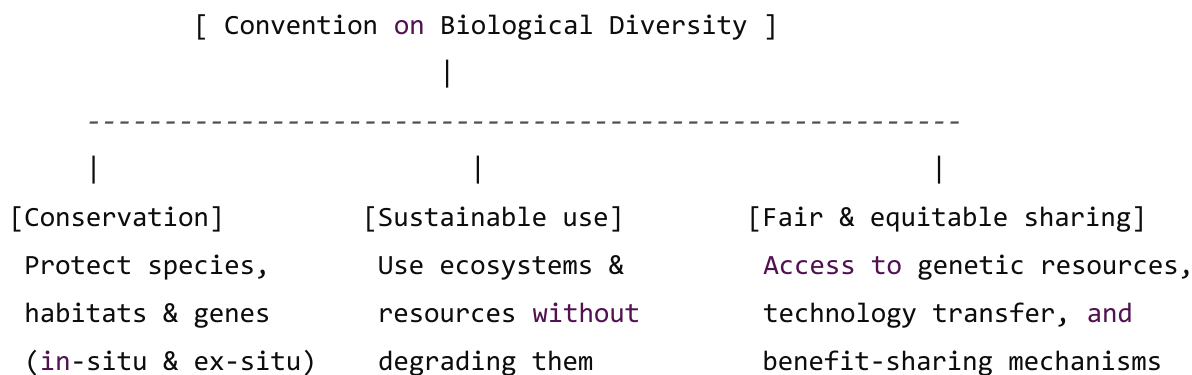 [ Convention on Biological Diversity ]
|
----------------------------------------------------------
| | |
[Conservation] [Sustainable use] [Fair & equitable sharing]
Protect species, Use ecosystems & Access to genetic resources,
habitats & genes resources without technology transfer, and
(in-situ & ex-situ) degrading them benefit-sharing mechanisms